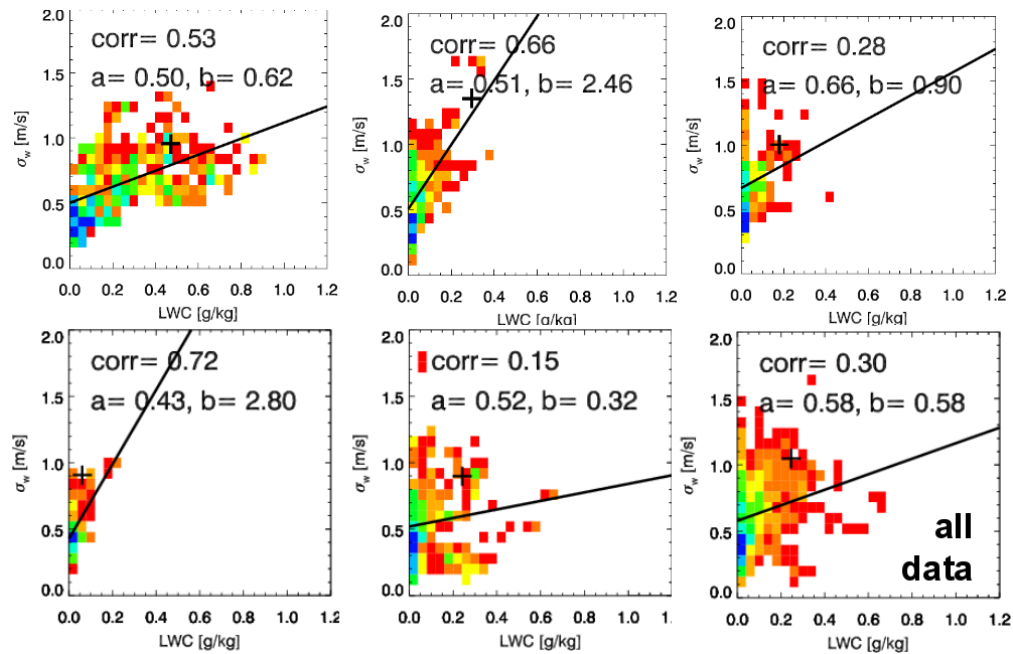 corr= 0.53
a= 0.50, b= 0.62
2.0
1.5
1.0
0.5
0.0
σw [m/s]
0.0 0.2 0.4 0.6 0.8 1.0 1.2
LWC [g/kg]
corr= 0.66
a= 0.51, b= 2.46
2.0
1.5
1.0
0.5
0.0
σw [m/s]
0.0 0.2 0.4 0.6 0.8 1.0 1.2
LWC [g/kg]
corr= 0.28
a= 0.66, b= 0.90
2.0
1.5
1.0
0.5
0.0
σw [m/s]
0.0 0.2 0.4 0.6 0.8 1.0 1.2
LWC [g/kg]
corr= 0.72
a= 0.43, b= 2.80
2.0
1.5
1.0
0.5
0.0
σw [m/s]
0.0 0.2 0.4 0.6 0.8 1.0 1.2
LWC [g/kg]
corr= 0.15
a= 0.52, b= 0.32
2.0
1.5
1.0
0.5
0.0
σw [m/s]
0.0 0.2 0.4 0.6 0.8 1.0 1.2
LWC [g/kg]
corr= 0.30
a= 0.58, b= 0.58
2.0
1.5
1.0
0.5
0.0
σw [m/s]
all
data
0.0 0.2 0.4 0.6 0.8 1.0 1.2
LWC [g/kg]